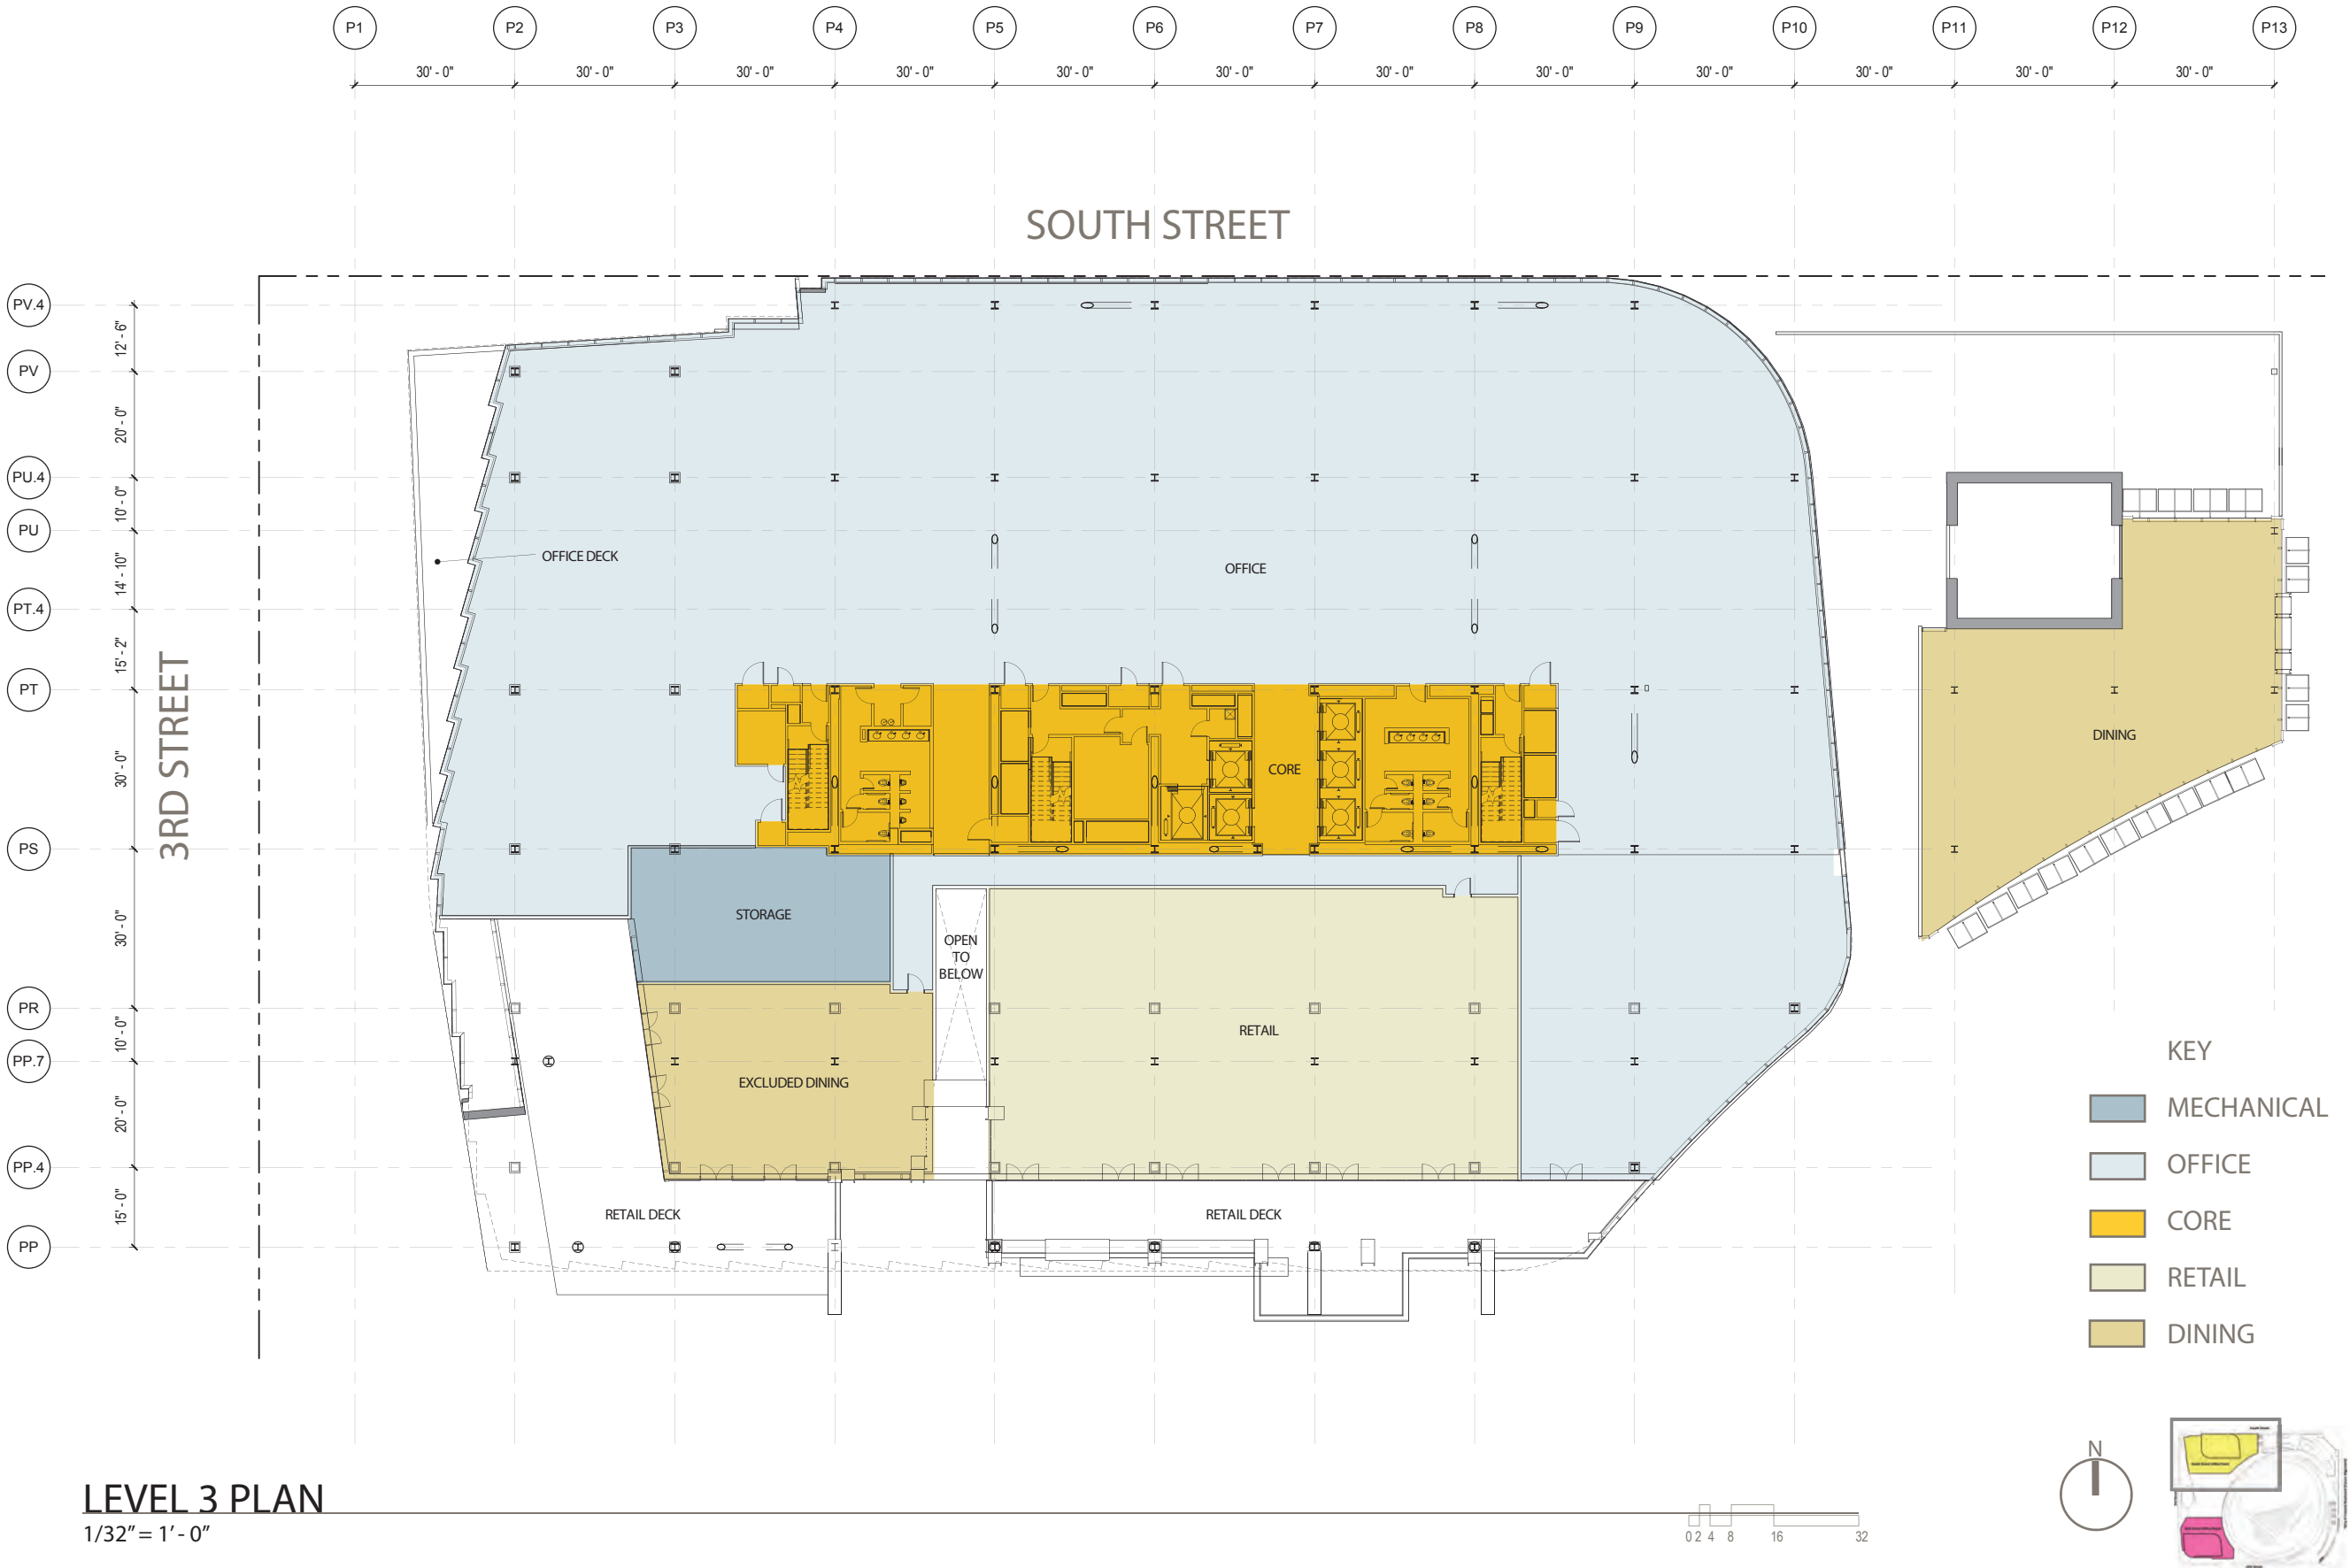 P1 P2 P3 P4 P5 P6 P7 P8 P9 P10 P11 P12 P13
30' - 0" 30' - 0" 30' - 0" 30' - 0" 30' - 0" 30' - 0" 30' - 0" 30' - 0" 30' - 0" 30' - 0" 30' - 0" 30' - 0"
SOUTH STREET
3RD STREET
PV.4
12' - 6"
PV
20' - 0"
PU.4
10' - 0"
PU
14' - 10"
PT.4
15' - 2"
PT
30' - 0"
PS
30' - 0"
PR
10' - 0"
PP.7
20' - 0"
PP.4
15' - 0"
PP
OFFICE DECK
OFFICE
DINING
CORE
STORAGE
OPEN
TO
BELOW
RETAIL
EXCLUDED DINING
RETAIL DECK
RETAIL DECK
KEY
MECHANICAL
OFFICE
CORE
RETAIL
DINING
N
LEVEL 3 PLAN
1/32" = 1' - 0"
0 2 4 8 16 32